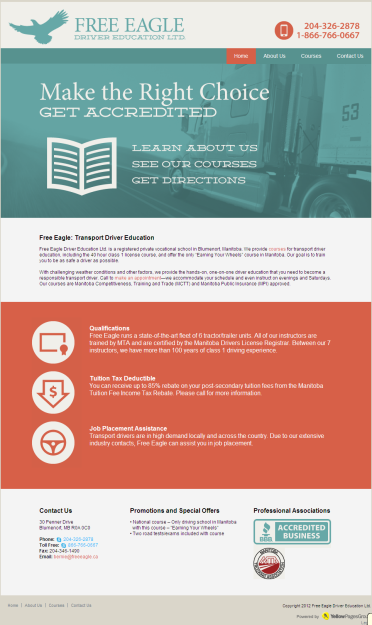 FREE EAGLE
DRIVER EDUCATION LTD.
204-326-2878
1-866-766-0667
Home
About Us
Courses
Contact Us
Make the Right Choice
GET ACCREDITED
53
LEARN ABOUT US
SEE OUR COURSES
GET DIRECTIONS
Free Eagle: Transport Driver Education
Free Eagle Driver Education Ltd. is a registered private vocational school in Blumenort, Manitoba. We provide courses for transport driver
education, including the 40 hour class 1 license course, and offer the only "Earning Your Wheels" course in Manitoba. Our goal is to train
you to be as safe a driver as possible.
With challenging weather conditions and other factors, we provide the hands-on, one-on-one driver education that you need to become a
responsible transport driver. Call to make an appointment—we accommodate your schedule and even instruct on evenings and Saturdays.
Our courses are Manitoba Competitiveness, Training and Trade (MCTT) and Manitoba Public Insurance (MPI) approved.
Qualifications
Free Eagle runs a state-of-the-art fleet of 6 tractor/trailer units. All of our instructors are
trained by MTA and are certified by the Manitoba Drivers License Registrar. Between our 7
instructors, we have more than 100 years of class 1 driving experience.
Tuition Tax Deductible
You can receive up to 85% rebate on your post-secondary tuition fees from the Manitoba
Tuition Fee Income Tax Rebate. Please call for more information.
Job Placement Assistance
Transport drivers are in high demand locally and across the country. Due to our extensive
industry contacts, Free Eagle can assist you in job placement.
Contact Us
30 Penner Drive
Blumenort, MB R0A 3C0
Phone: 204-326-2878
Toll Free: 866-766-0667
Fax: 204-346-1490
Email: bonnie@freeeagle.ca
Promotions and Special Offers
• National course – Only driving school in Manitoba
with this course – "Earning Your Wheels"
• Two road tests/exams included with course
Professional Associations
BBB
ACCREDITED
BUSINESS
Home | About Us | Courses | Contact Us
Copyright 2012 Free Eagle Driver Education Ltd.
Powered by YellowPagesGro